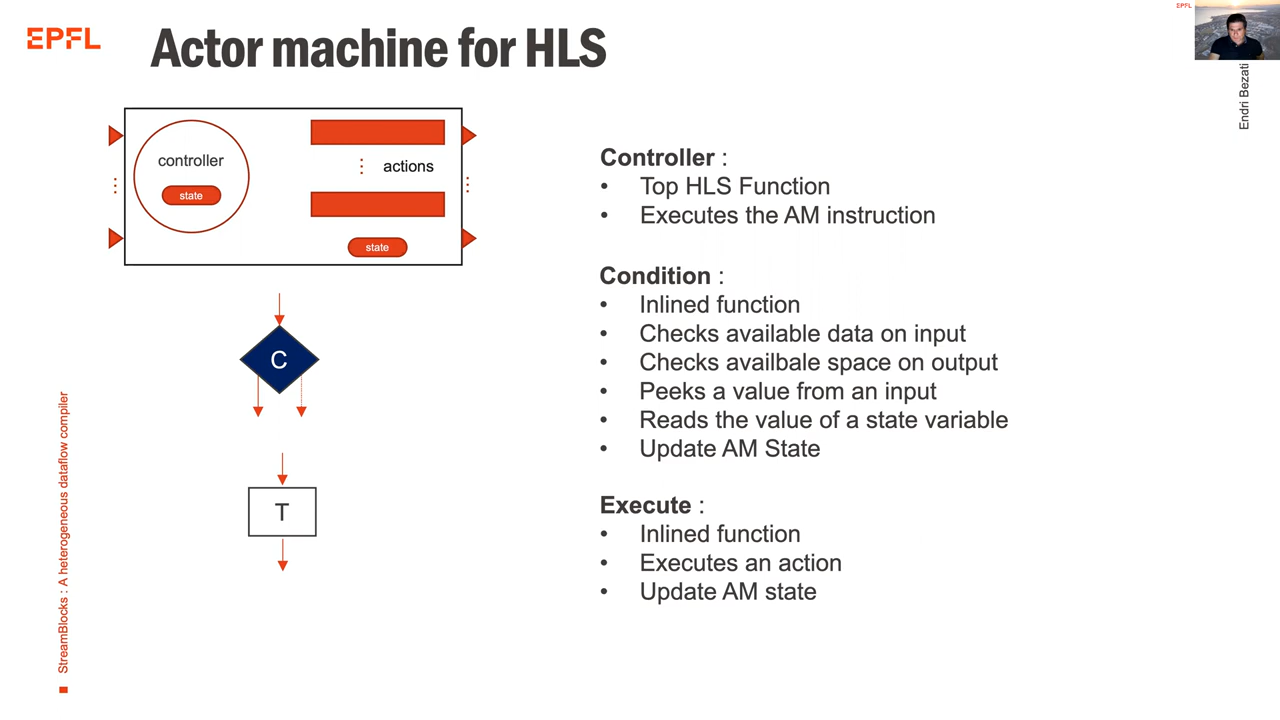 EPFL
Actor machine for HLS
EPFL
Endri Bezati
controller
state
actions
state
C
T
Controller :
• Top HLS Function
• Executes the AM instruction
Condition :
• Inlined function
• Checks available data on input
• Checks availbale space on output
• Peeks a value from an input
• Reads the value of a state variable
• Update AM State
Execute :
• Inlined function
• Executes an action
• Update AM state
StreamBlocks : A heterogeneous dataflow compiler